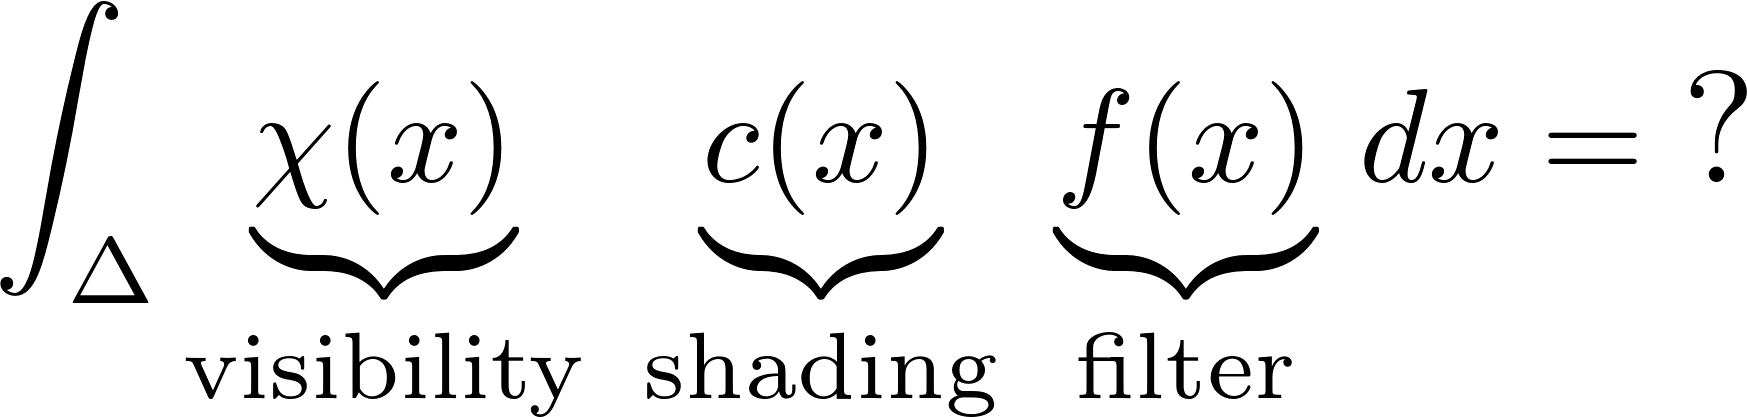 ∫_Δ χ(x) c(x) f(x) dx = ?
visibility shading filter